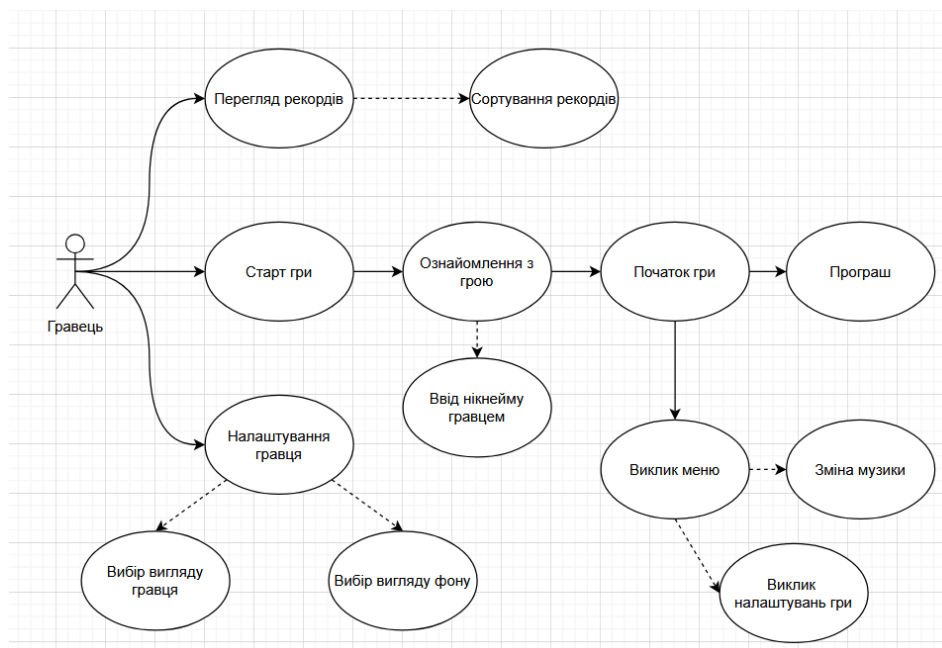 Перегляд рекордів
Сортування рекордів
Гравець
Старт гри
Ознайомлення з
грою
Початок гри
Програш
Ввід нікнейму
гравцем
Налаштування
гравця
Виклик меню
Зміна музики
Вибір вигляду
гравця
Вибір вигляду фону
Виклик
налаштувань гри